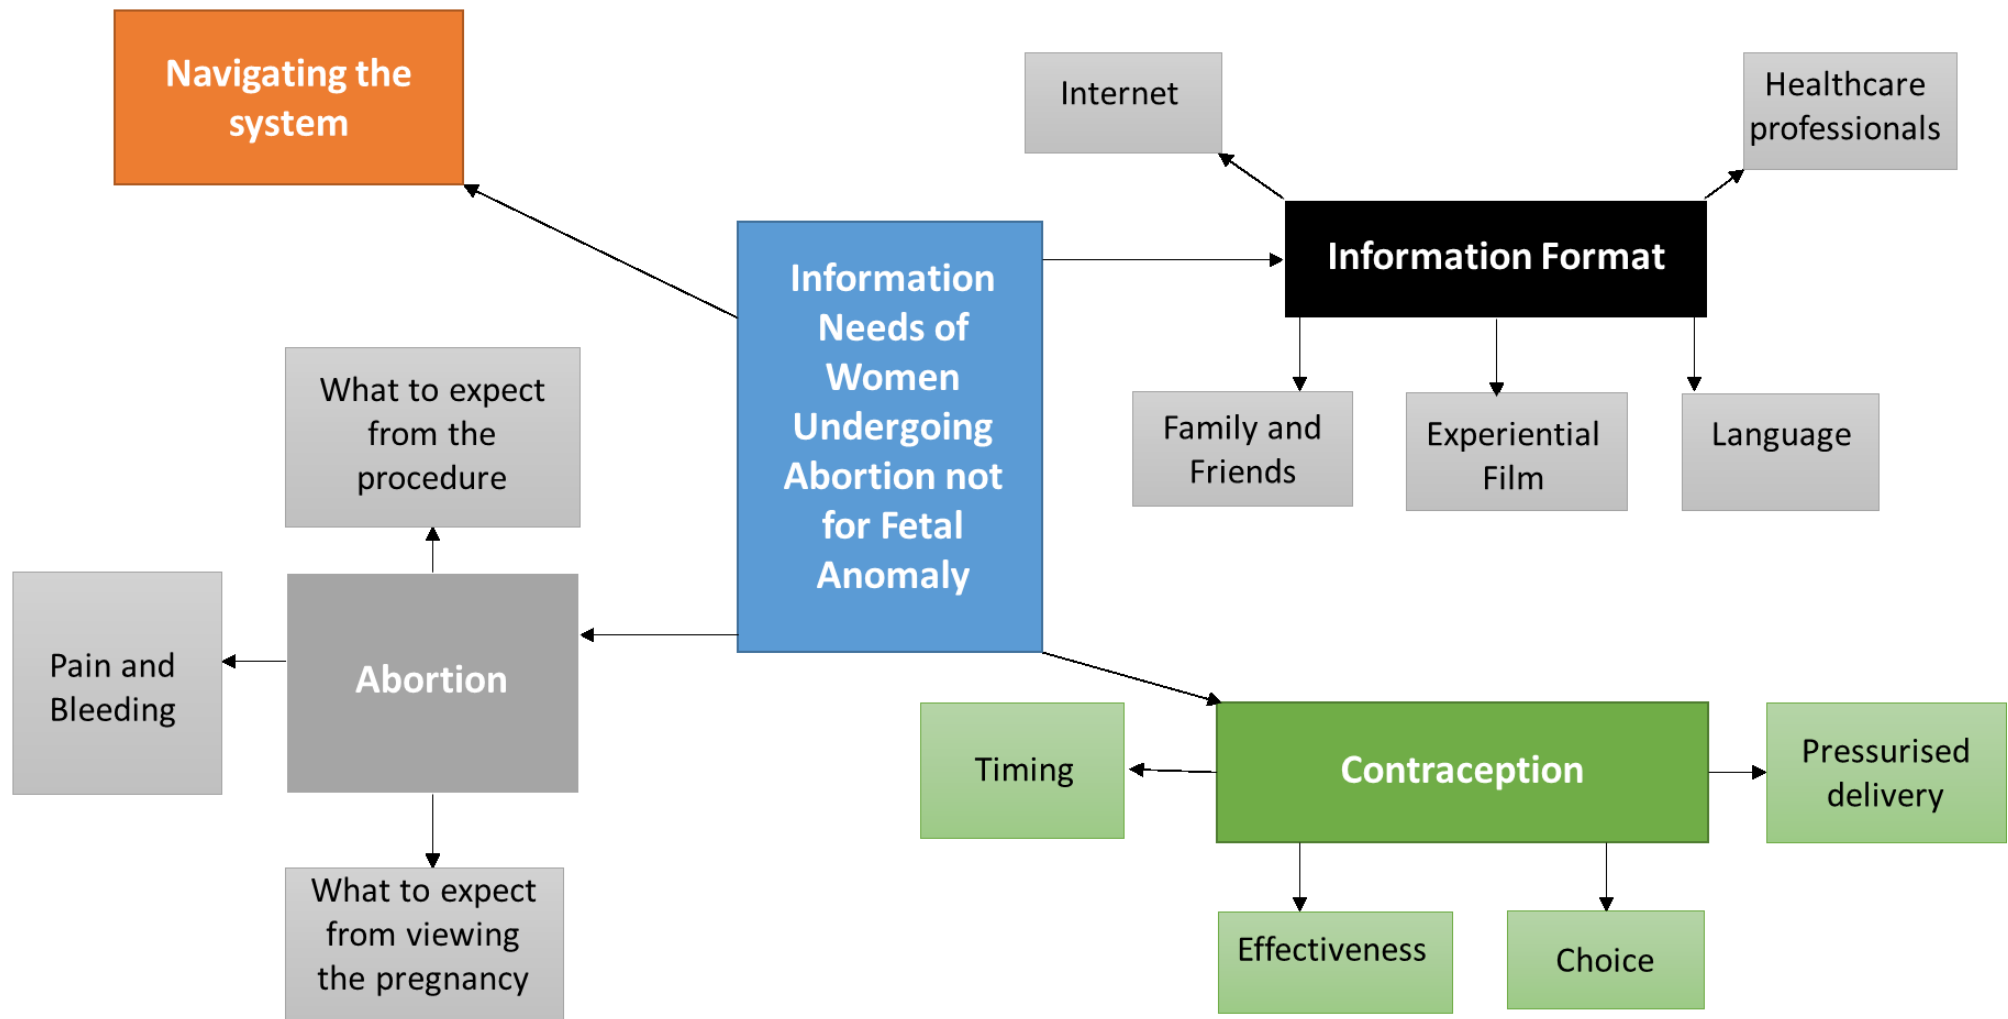 Navigating the
system
Internet
Healthcare
professionals
Information Format
Information
Needs of
Women
Undergoing
Abortion not
for Fetal
Anomaly
Family and
Friends
Experiential
Film
Language
What to expect
from the
procedure
Pain and
Bleeding
Abortion
What to expect
from viewing
the pregnancy
Timing
Contraception
Pressurised
delivery
Effectiveness
Choice